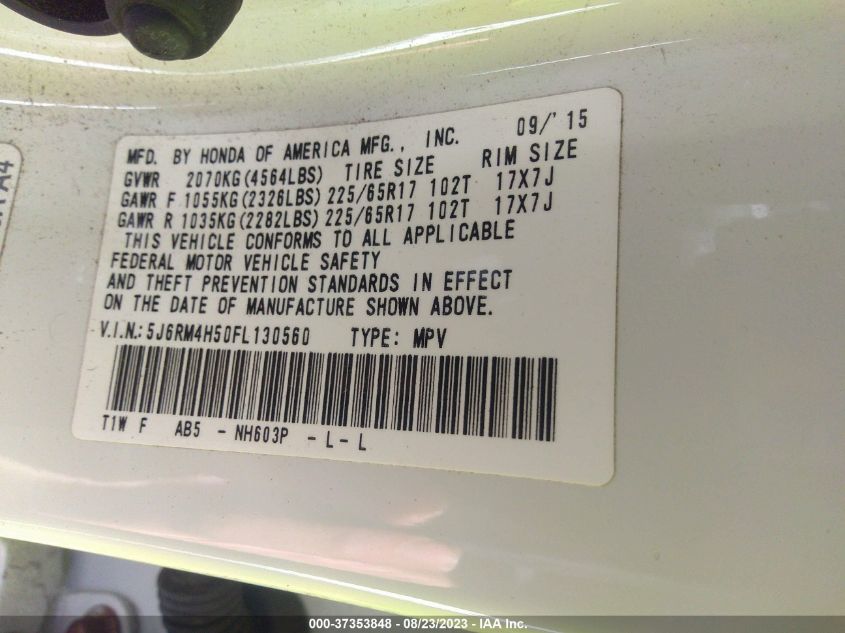 MFD. BY HONDA OF AMERICA MFG., INC. 09/'15
GVWR 2070KG(4564LBS) TIRE SIZE RIM SIZE
GAWR F 1055KG(2326LBS) 225/65R17 102T 17X7J
GAWR R 1035KG(2282LBS) 225/65R17 102T 17X7J
THIS VEHICLE CONFORMS TO ALL APPLICABLE
FEDERAL MOTOR VEHICLE SAFETY
AND THEFT PREVENTION STANDARDS IN EFFECT
ON THE DATE OF MANUFACTURE SHOWN ABOVE.
V.I.N.: 5J6RM4H50FL130560 TYPE: MPV
T1W F AB5 - NH603P - L - L
000-37353848 - 08/23/2023 - IAA Inc.